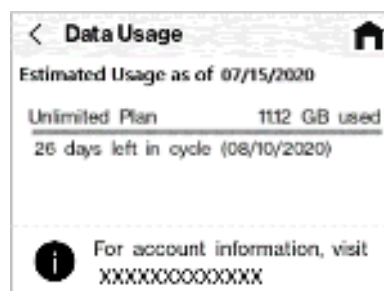 < Data Usage
Estimated Usage as of 07/15/2020
Unlimited Plan 11.12 GB used
26 days left in cycle (08/10/2020)
For account information, visit
XXXXXXXXXXXXX